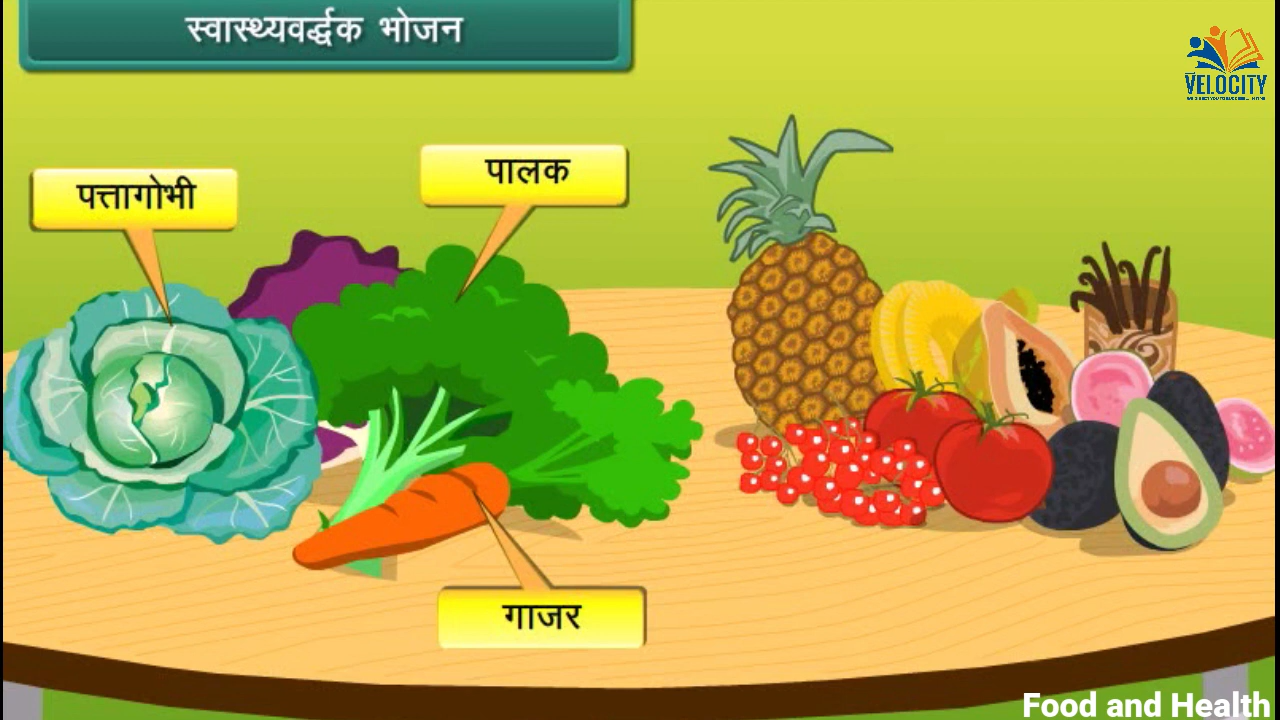 स्वास्थ्यवर्द्धक भोजन
VELOCITY
पालक
पत्तागोभी
गाजर
Food and Health